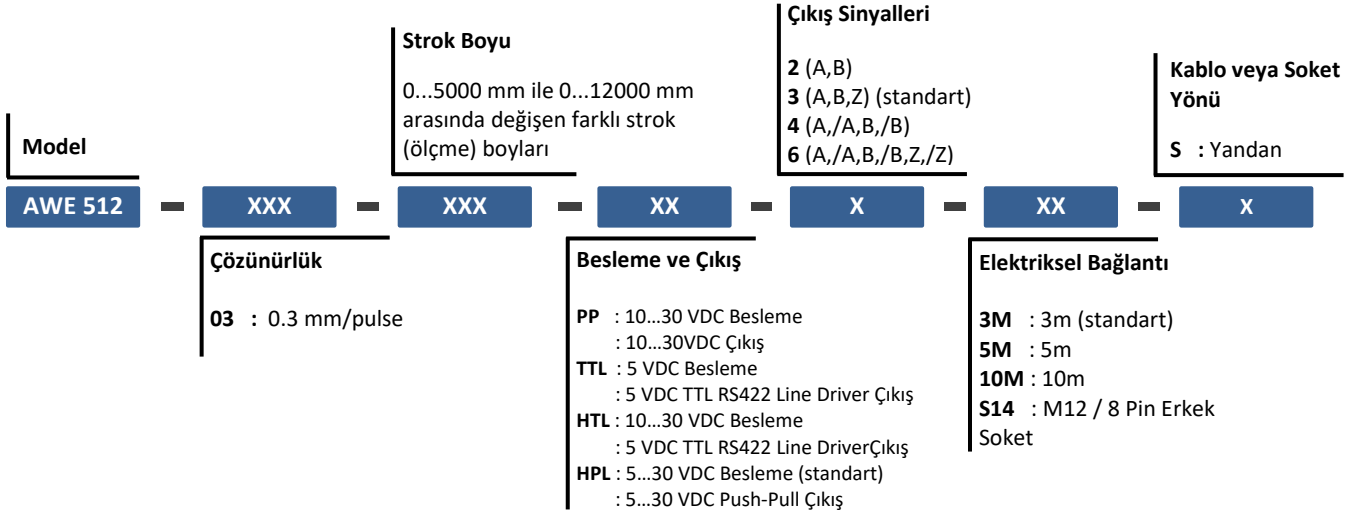 Çıkış Sinyalleri
2 (A,B)
3 (A,B,Z) (standart)
4 (A,/A,B,/B)
6 (A,/A,B,/B,Z,/Z)
Strok Boyu
0...5000 mm ile 0...12000 mm
arasında değişen farklı strok
(ölçme) boyları
Kablo veya Soket
Yönü
S : Yandan
Model
AWE 512 - XXX - XXX - XX - X - XX - X
Çözünürlük
03 : 0.3 mm/pulse
Besleme ve Çıkış
PP : 10...30 VDC Besleme
: 10...30VDC Çıkış
TTL : 5 VDC Besleme
: 5 VDC TTL RS422 Line Driver Çıkış
HTL : 10...30 VDC Besleme
: 5 VDC TTL RS422 Line DriverÇıkış
HPL : 5...30 VDC Besleme (standart)
: 5...30 VDC Push-Pull Çıkış
Elektriksel Bağlantı
3M : 3m (standart)
5M : 5m
10M : 10m
S14 : M12 / 8 Pin Erkek
Soket